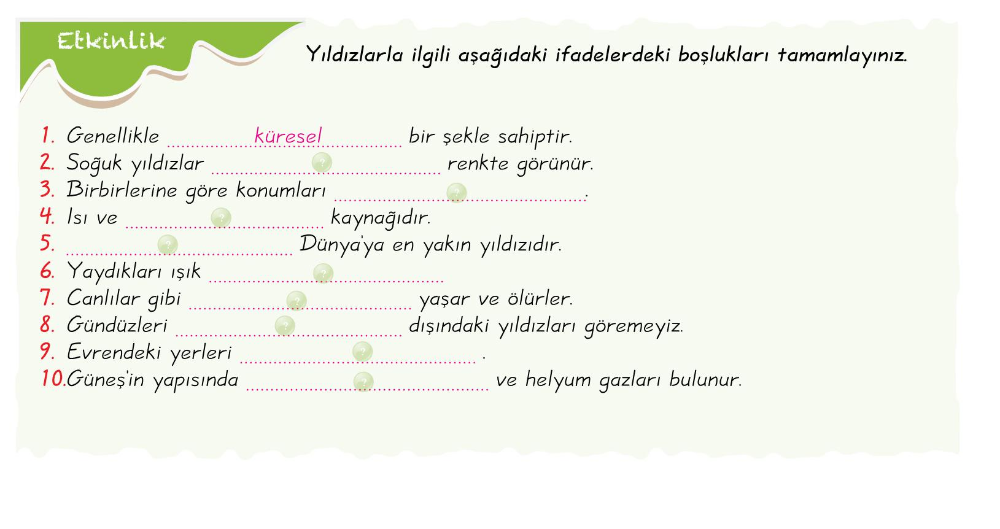 Etkinlik
Yıldızlarla ilgili aşağıdaki ifadelerdeki boşlukları tamamlayınız.
1. Genellikle ........ küresel ........ bir şekle sahiptir.
2. Soğuk yıldızlar ........ ? ........ renkte görünür.
3. Birbirlerine göre konumları ........ ? ........ .
4. Isı ve ........ ? ........ kaynağıdır.
5. ........ ? ........ Dünya'ya en yakın yıldızıdır.
6. Yaydıkları ışık ........ ? ........
7. Canlılar gibi ........ ? ........ yaşar ve ölürler.
8. Gündüzleri ........ ? ........ dışındaki yıldızları göremeyiz.
9. Evrendeki yerleri ........ ? ........ .
10. Güneş'in yapısında ........ ? ........ ve helyum gazları bulunur.